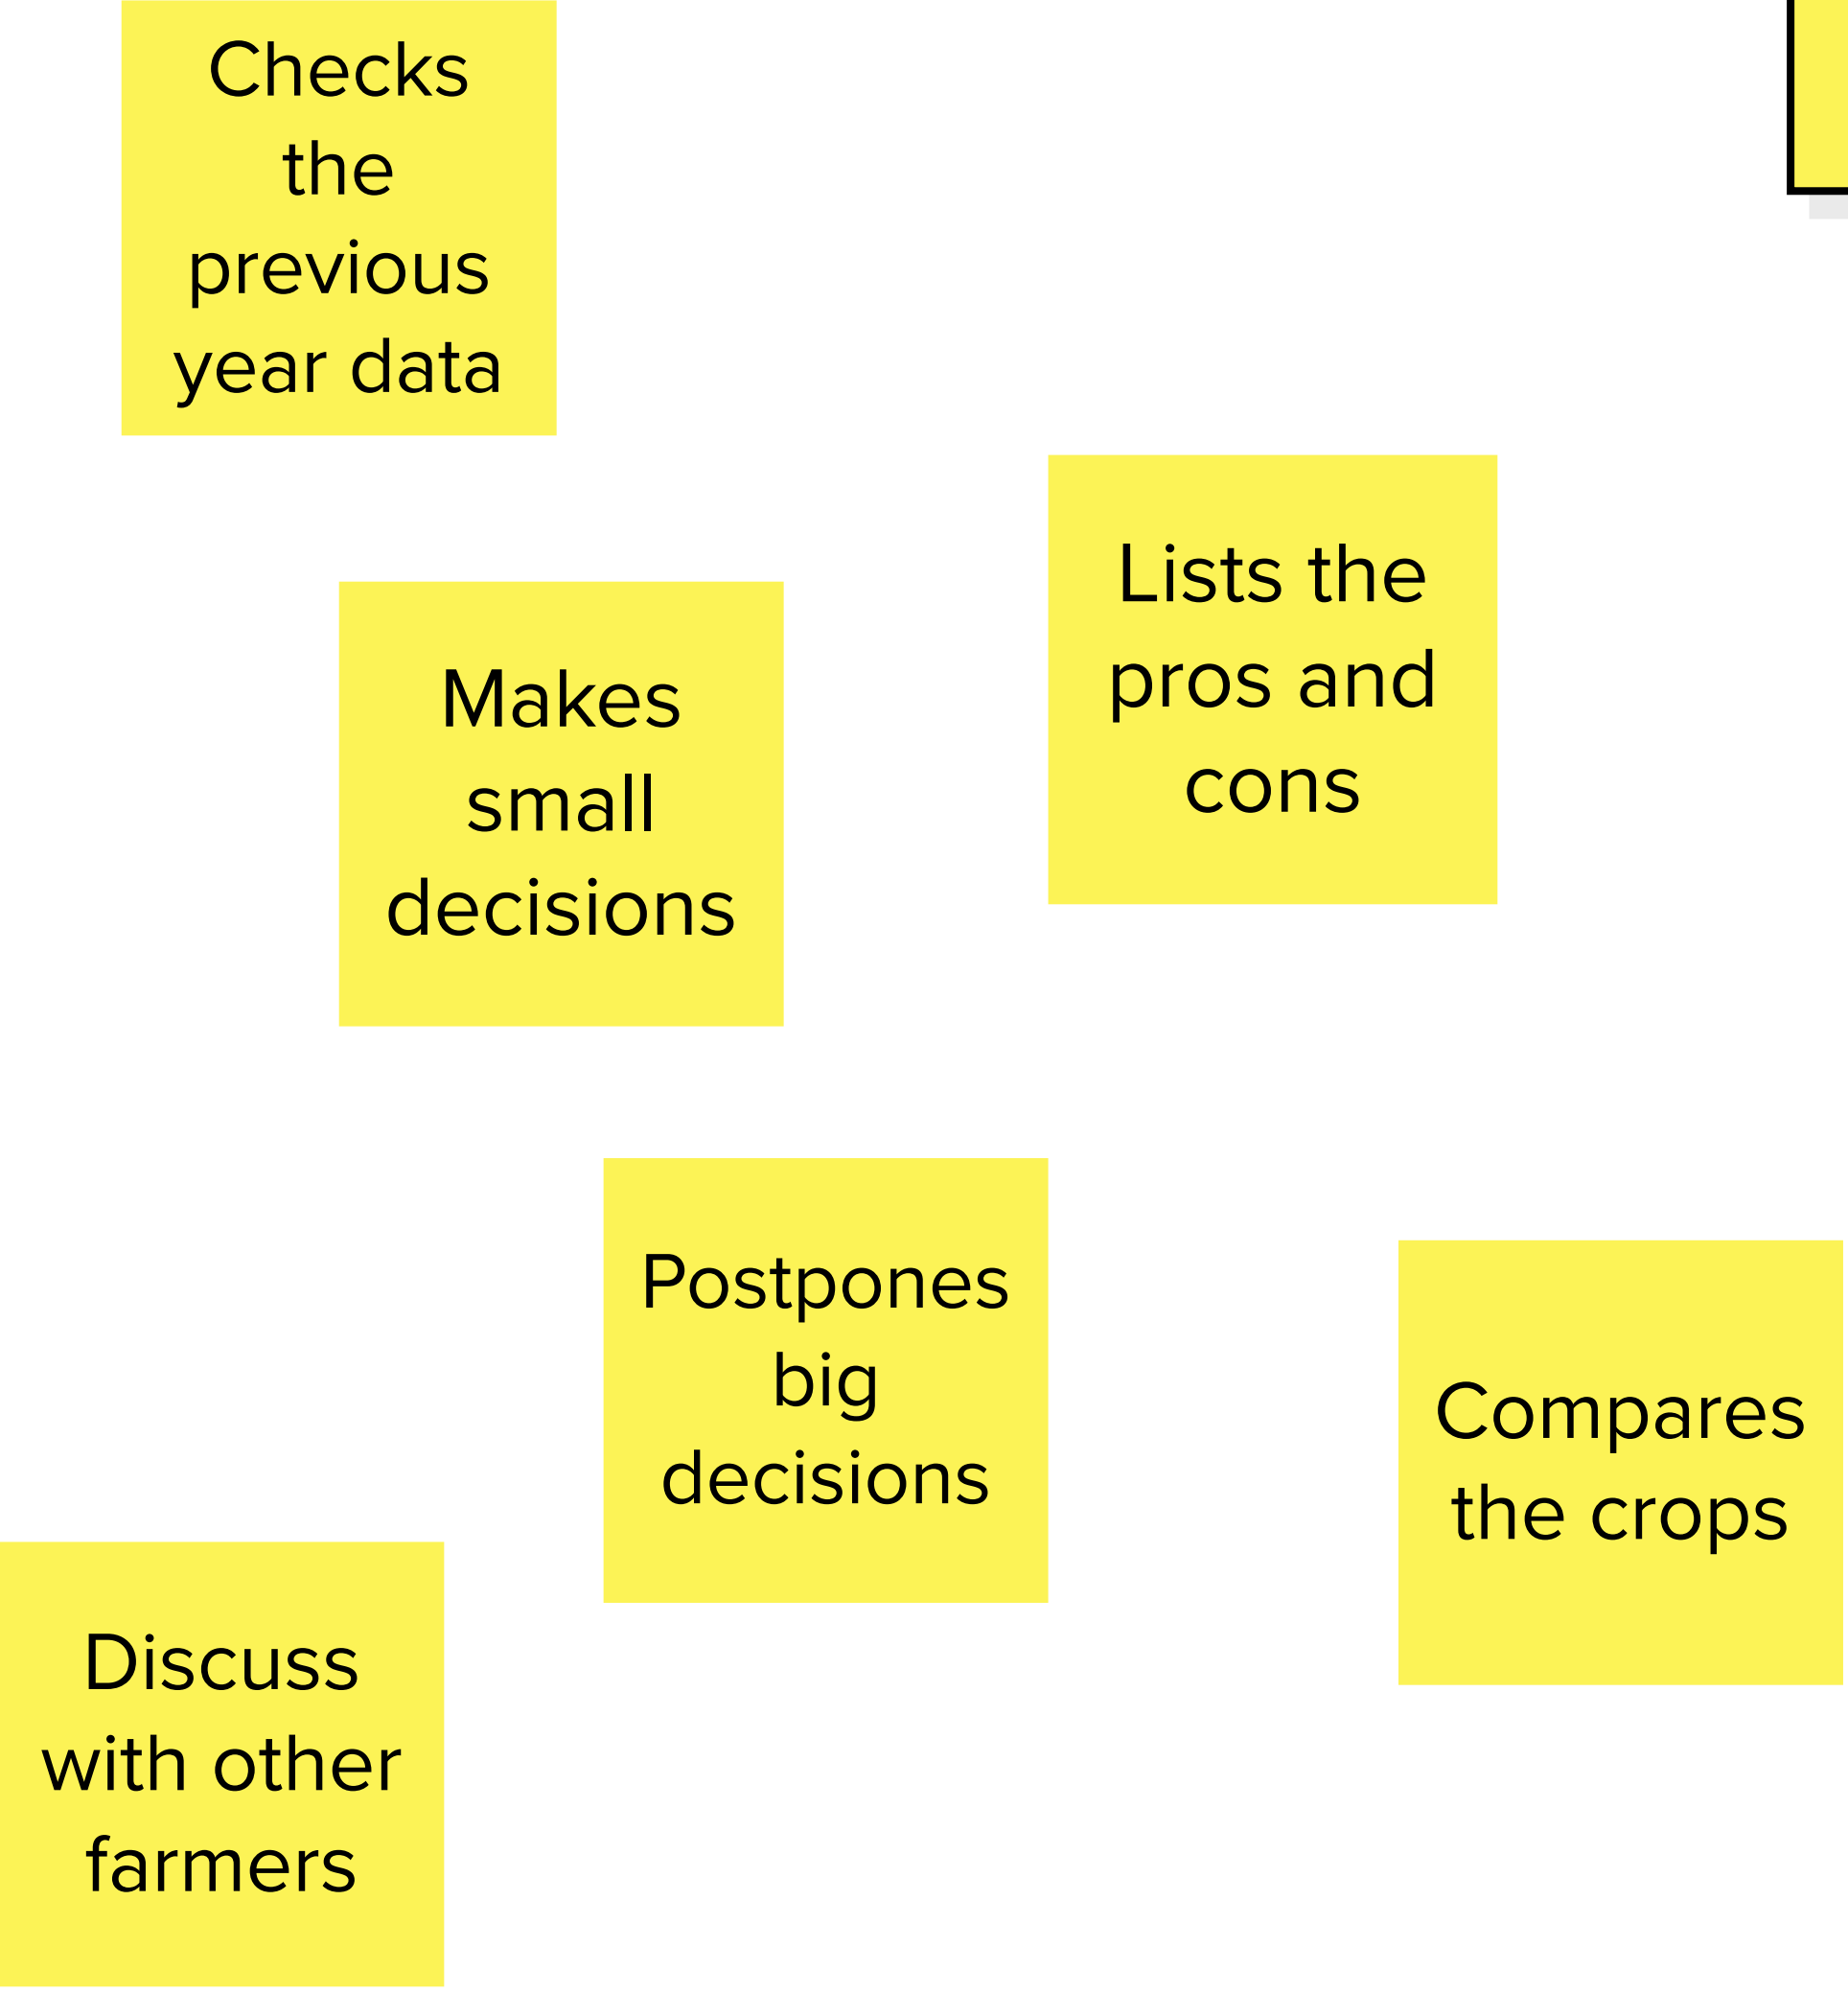 Checks
the
previous
year data
Lists the
pros and
cons
Makes
small
decisions
Postpones
big
decisions
Compares
the crops
Discuss
with other
farmers